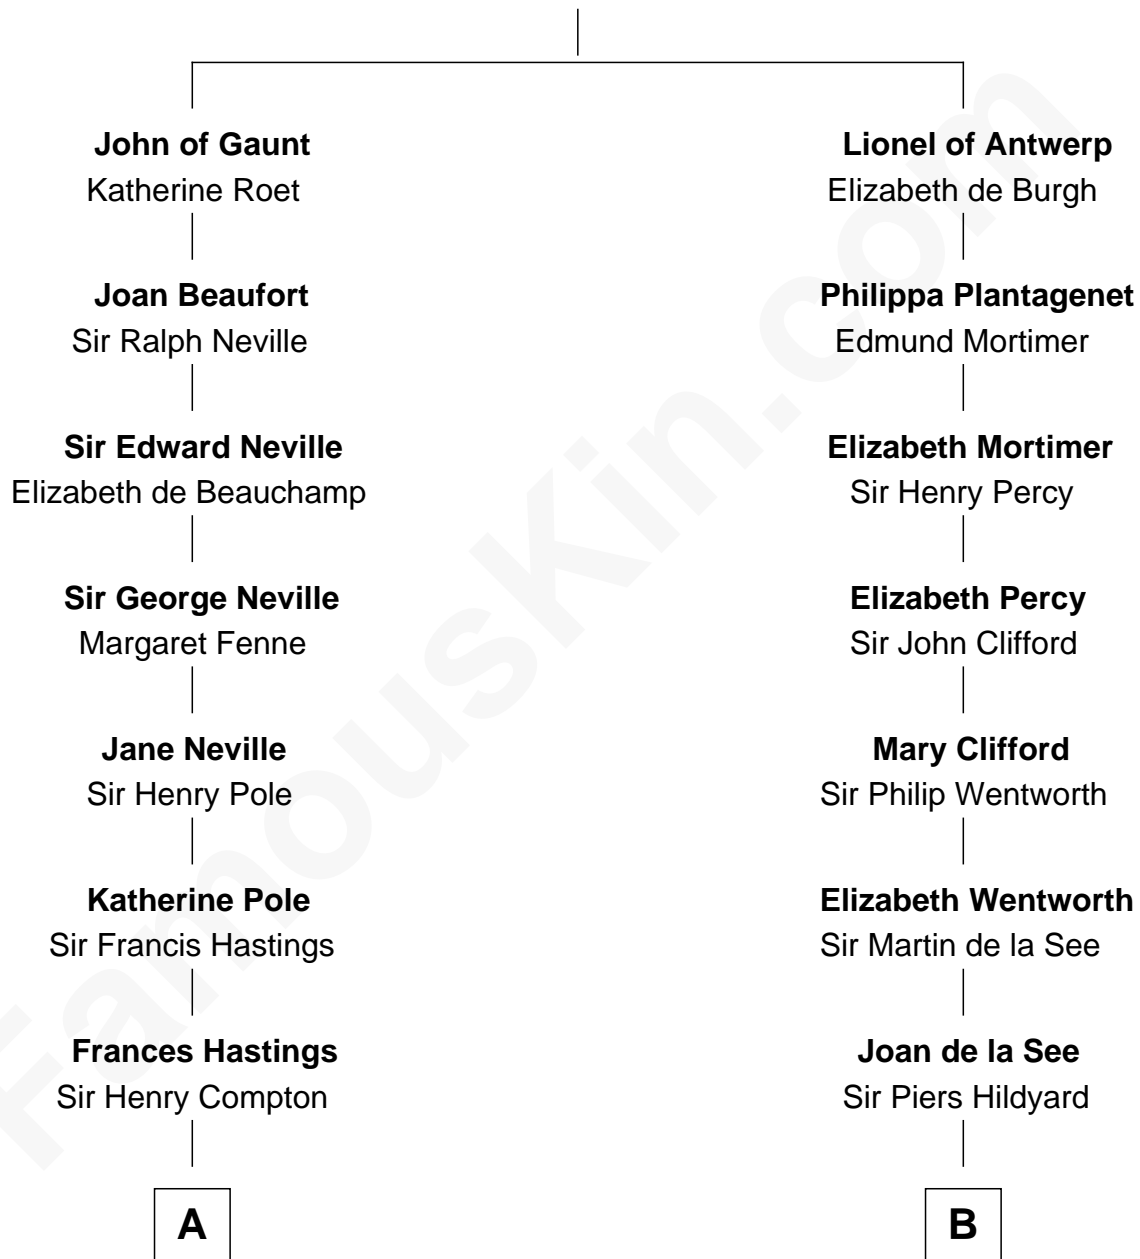 John of Gaunt
Katherine Roet
Joan Beaufort
Sir Ralph Neville
Sir Edward Neville
Elizabeth de Beauchamp
Sir George Neville
Margaret Fenne
Jane Neville
Sir Henry Pole
Katherine Pole
Sir Francis Hastings
Frances Hastings
Sir Henry Compton
A
Lionel of Antwerp
Elizabeth de Burgh
Philippa Plantagenet
Edmund Mortimer
Elizabeth Mortimer
Sir Henry Percy
Elizabeth Percy
Sir John Clifford
Mary Clifford
Sir Philip Wentworth
Elizabeth Wentworth
Sir Martin de la See
Joan de la See
Sir Piers Hildyard
B
FamousKin.com